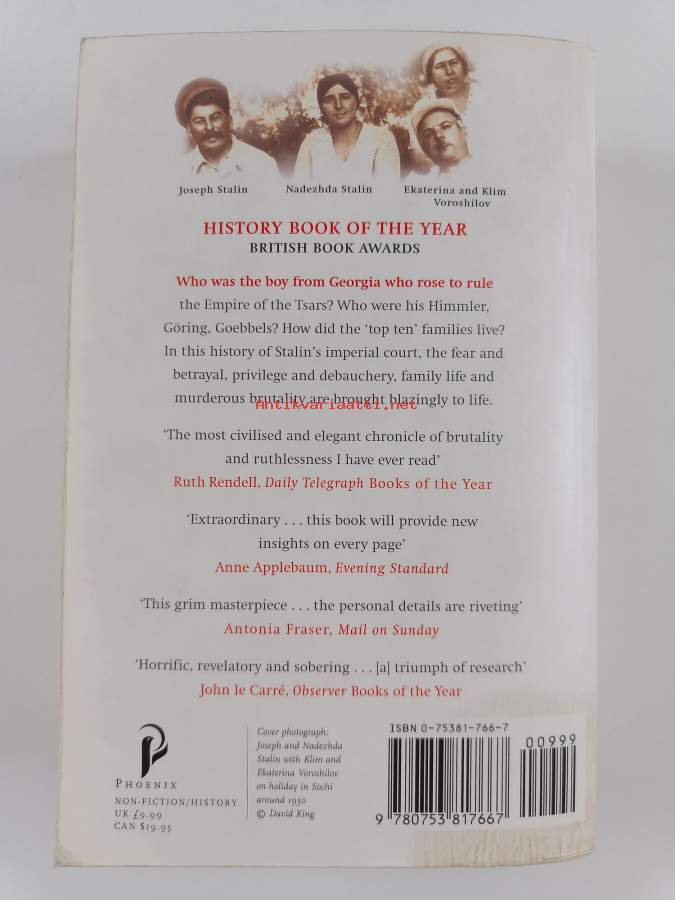 Joseph Stalin
Nadezhda Stalin
Ekaterina and Klim
Voroshilov
HISTORY BOOK OF THE YEAR
BRITISH BOOK AWARDS
Who was the boy from Georgia who rose to rule
the Empire of the Tsars? Who were his Himmler,
Göring, Goebbels? How did the ‘top ten’ families live?
In this history of Stalin’s imperial court, the fear and
betrayal, privilege and debauchery, family life and
murderous brutality are brought blazingly to life.
Antikvariaatti.net
‘The most civilised and elegant chronicle of brutality
and ruthlessness I have ever read’
Ruth Rendell, Daily Telegraph Books of the Year
‘Extraordinary . . . this book will provide new
insights on every page’
Anne Applebaum, Evening Standard
‘This grim masterpiece . . . the personal details are riveting’
Antonia Fraser, Mail on Sunday
‘Horrific, revelatory and sobering . . . [a] triumph of research’
John le Carré, Observer Books of the Year
PHOENIX
NON-FICTION/HISTORY
UK £9.99
CAN $19.95
Cover photograph:
Joseph and Nadezhda
Stalin with Klim and
Ekaterina Voroshilov
on holiday in Sochi
around 1930
© David King
ISBN 0-75381-766-7
00999
9 780753 817667